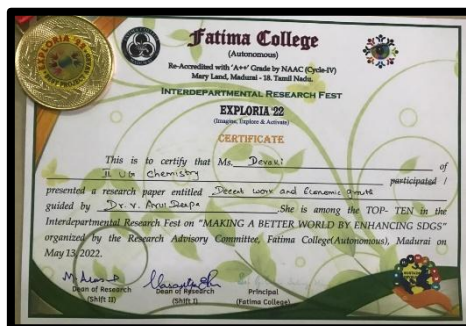 EXPLORIA '22
Fatima College
(Autonomous)
Re-Accredited with 'A++' Grade by NAAC (Cycle-IV)
Mary Land, Madurai - 18. Tamil Nadu.
INTERDEPARTMENTAL RESEARCH FEST
EXPLORIA '22
(Imagine, Explore & Activate)
CERTIFICATE
This is to certify that Ms. Devaki of
II UG Chemistry participated /
presented a research paper entitled Decent work and Economic
guided by Dr. V. Arul Deepa .She is among the TOP- TEN in the
Interdepartmental Research Fest on "MAKING A BETTER WORLD BY ENHANCING SDGS"
organized by the Research Advisory Committee, Fatima College(Autonomous), Madurai on
May 13, 2022.
Dean of Research
(Shift II)
Dean of Research
(Shift I)
Principal
(Fatima College)